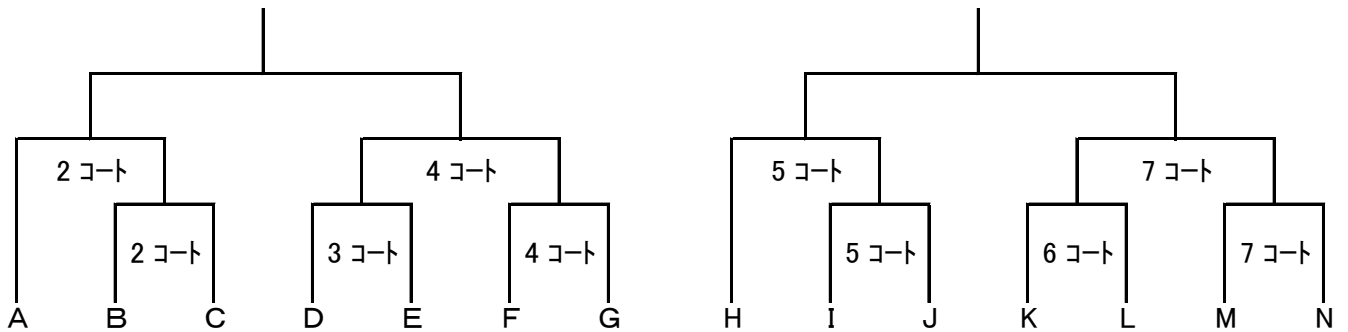 2 コート 4 コート 5 コート 7 コート
2 コート 3 コート 4 コート 5 コート 6 コート 7 コート
A B C D E F G H I J K L M N